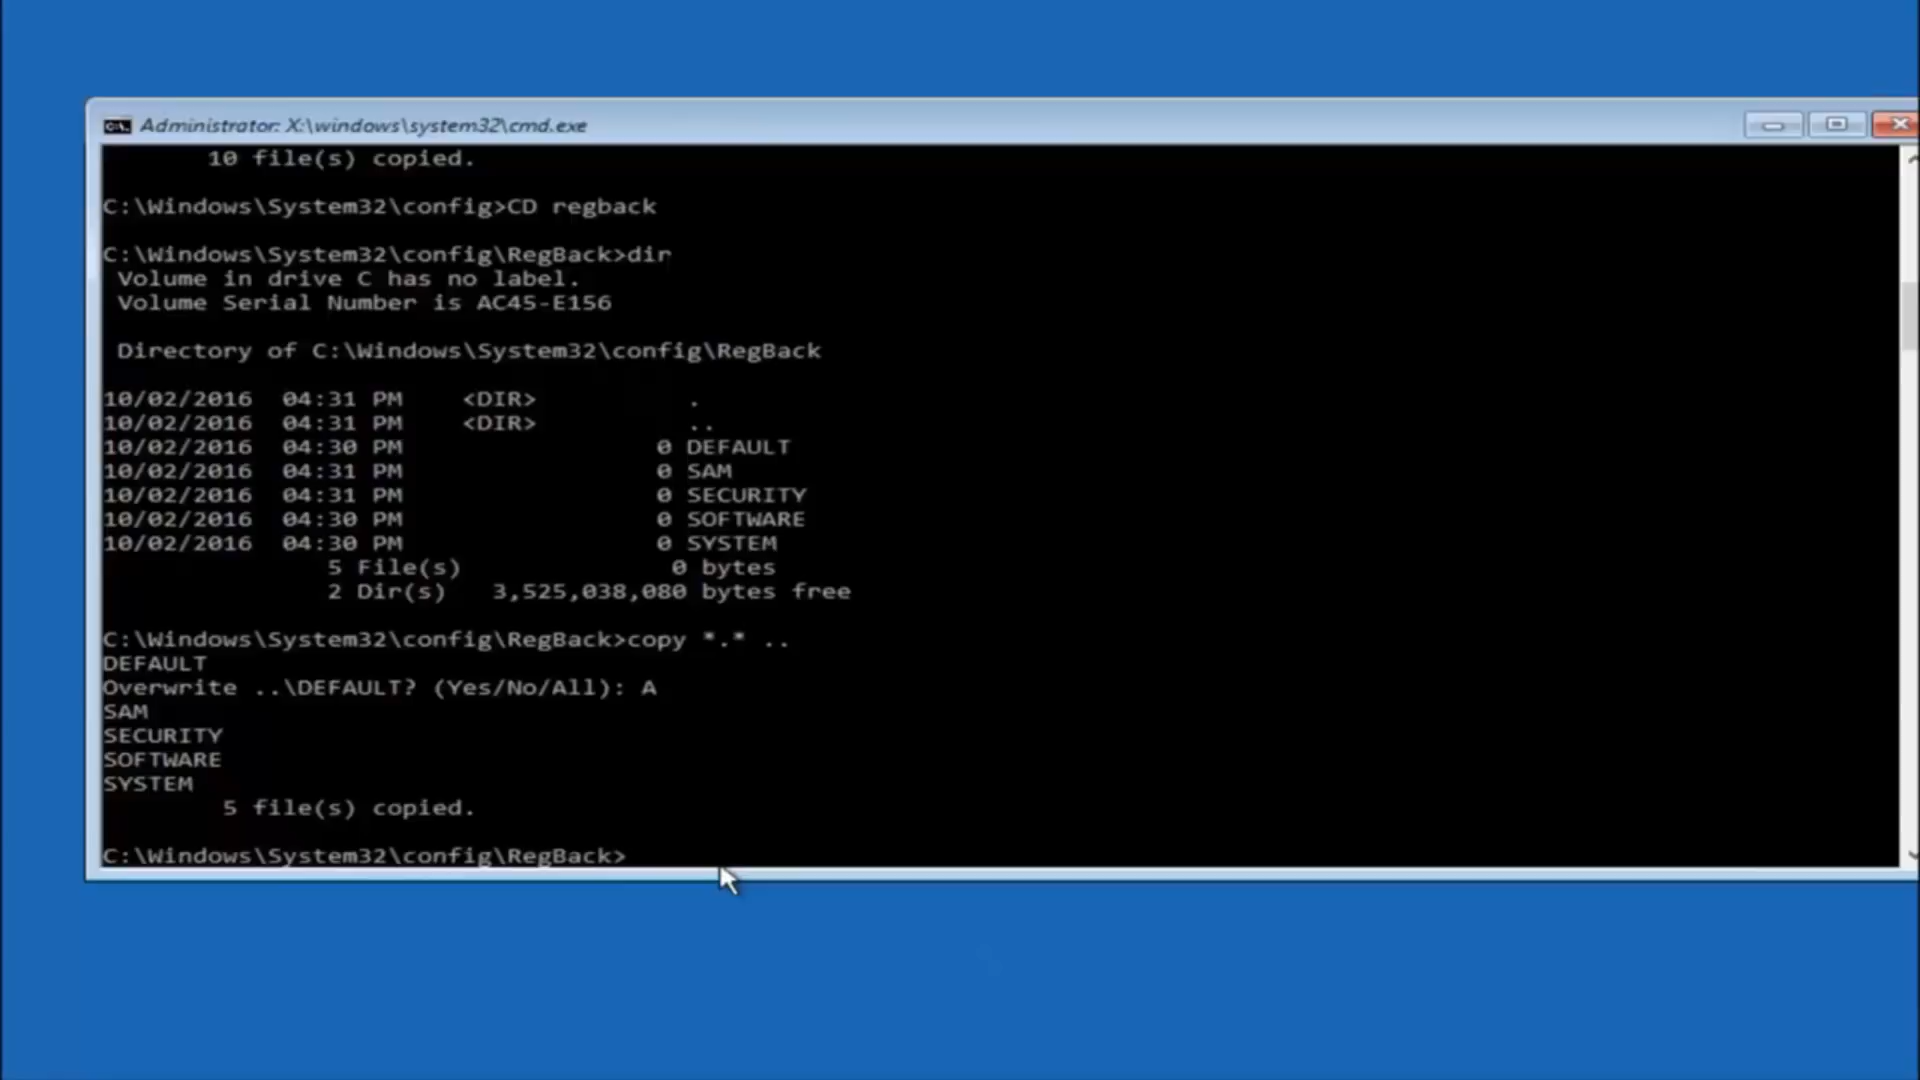 Administrator: X:\windows\system32\cmd.exe
10 file(s) copied.
C:\Windows\System32\config>CD regback
C:\Windows\System32\config\RegBack>dir
Volume in drive C has no label.
Volume Serial Number is AC45-E156
Directory of C:\Windows\System32\config\RegBack
10/02/2016  04:31 PM    <DIR>          .
10/02/2016  04:31 PM    <DIR>          ..
10/02/2016  04:30 PM                 0 DEFAULT
10/02/2016  04:31 PM                 0 SAM
10/02/2016  04:31 PM                 0 SECURITY
10/02/2016  04:30 PM                 0 SOFTWARE
10/02/2016  04:30 PM                 0 SYSTEM
5 File(s)              0 bytes
2 Dir(s)   3,525,038,080 bytes free
C:\Windows\System32\config\RegBack>copy *.* ..
DEFAULT
Overwrite ..\DEFAULT? (Yes/No/All): A
SAM
SECURITY
SOFTWARE
SYSTEM
5 file(s) copied.
C:\Windows\System32\config\RegBack>